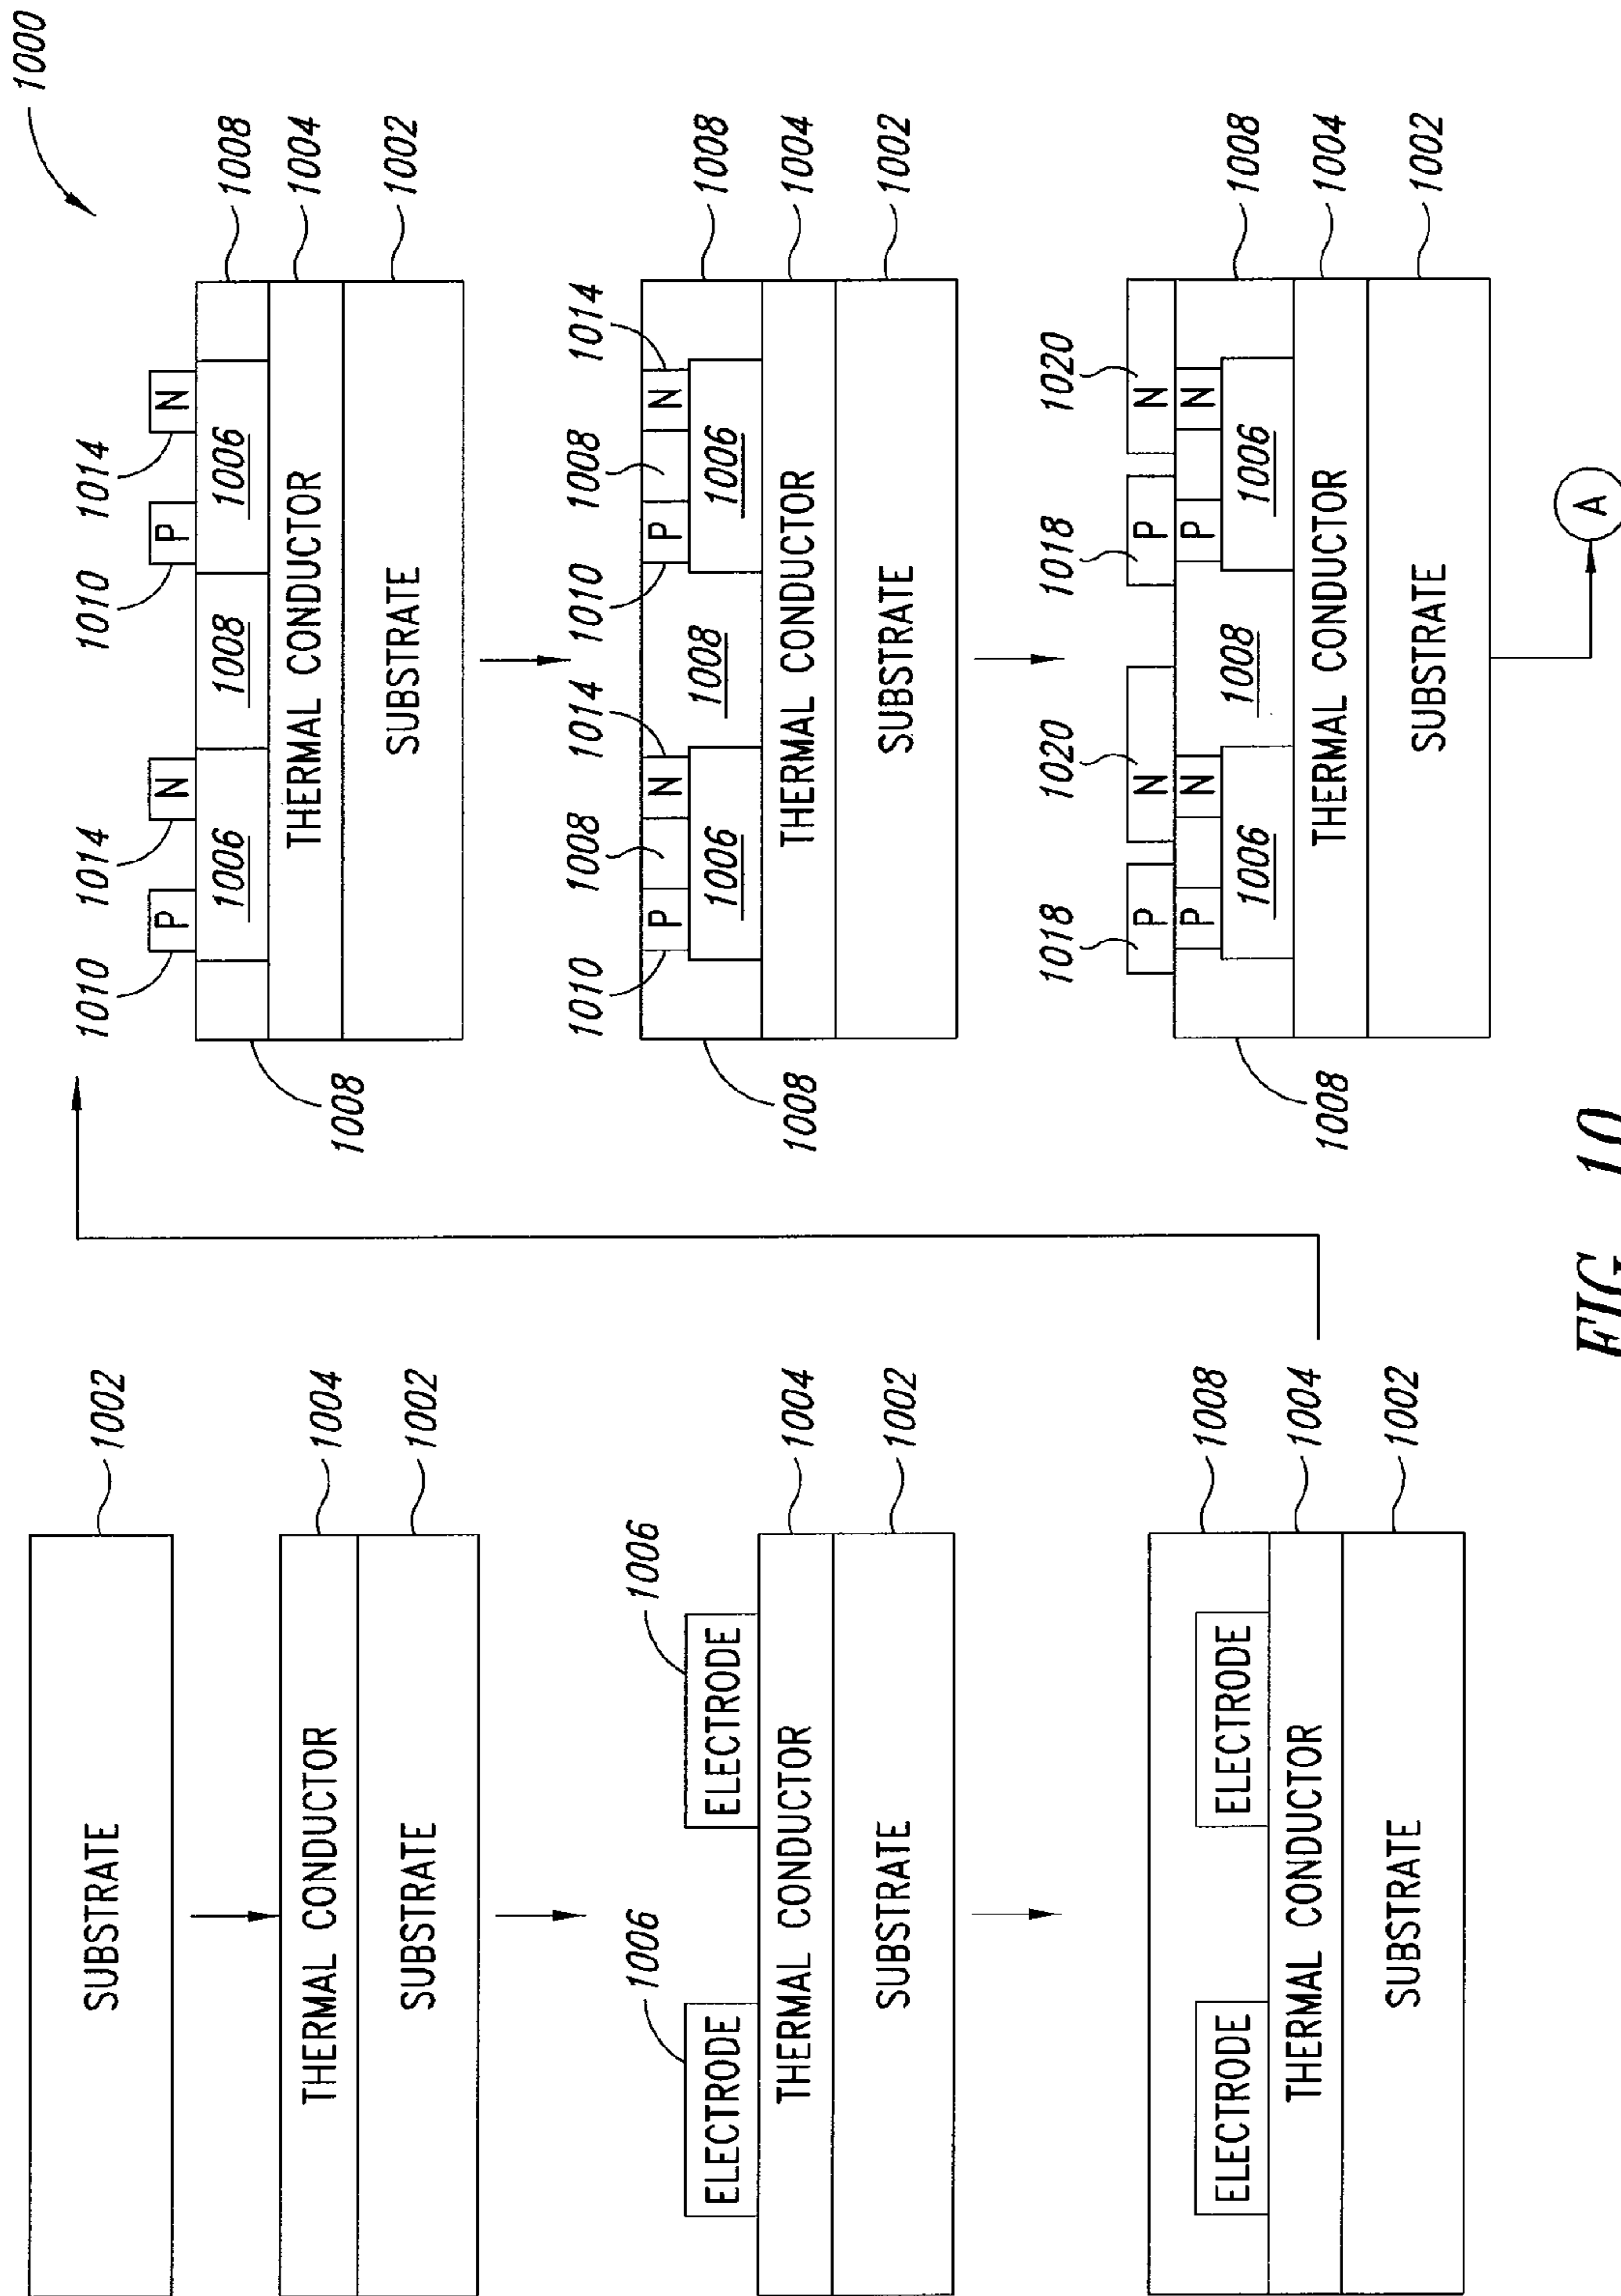 SUBSTRATE
1002
THERMAL CONDUCTOR
1004
SUBSTRATE
1002
1006
1006
ELECTRODE
ELECTRODE
THERMAL CONDUCTOR
1004
SUBSTRATE
1002
ELECTRODE
ELECTRODE
1008
THERMAL CONDUCTOR
1004
SUBSTRATE
1002
1000
1010
1014
1010
1014
P
N
P
N
1008
1006
1008
1006
1008
THERMAL CONDUCTOR
1004
SUBSTRATE
1002
1010
1008
1014
1010
1008
1014
P
N
P
N
1008
1006
1008
1006
1008
THERMAL CONDUCTOR
1004
SUBSTRATE
1002
1018
1020
1018
1020
P
N
P
N
P
N
P
N
1008
1006
1008
1006
1008
THERMAL CONDUCTOR
1004
SUBSTRATE
1002
A
FIG. 10